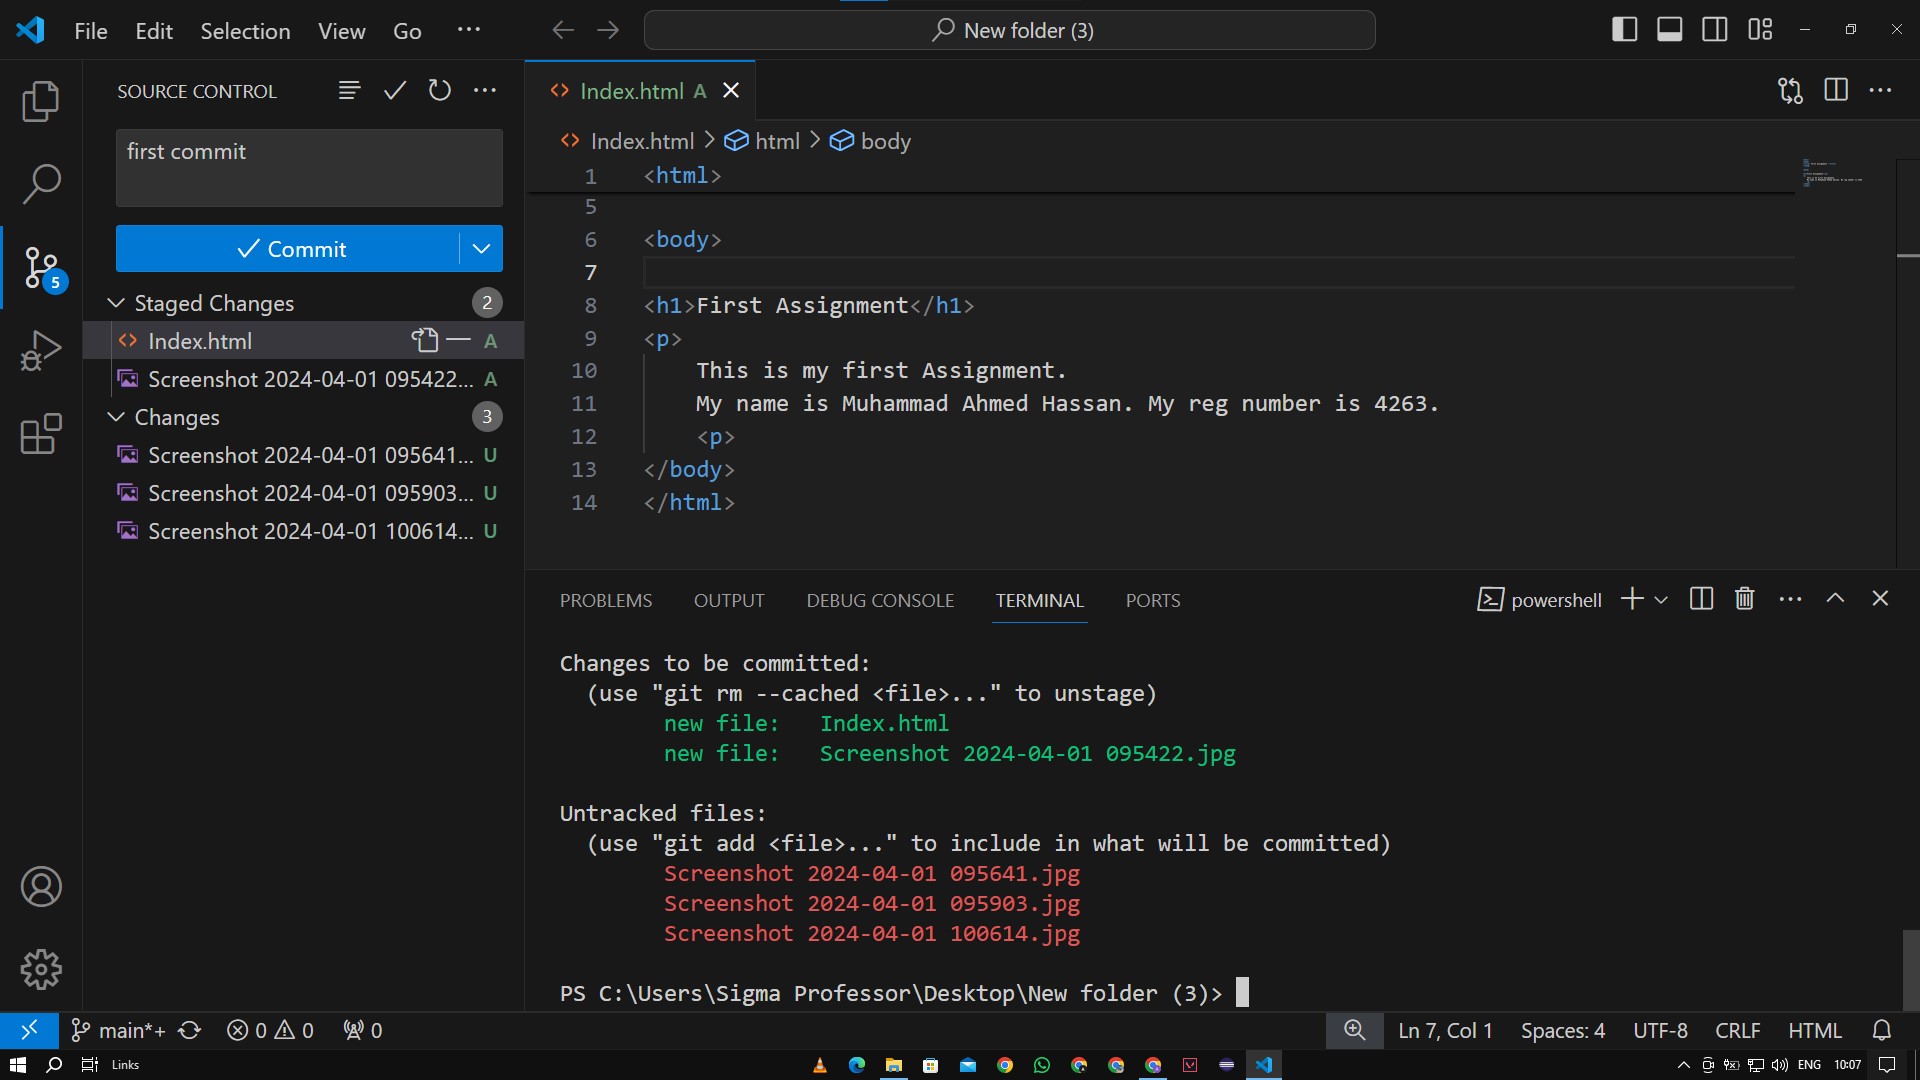 File Edit Selection View Go ···
New folder (3)
SOURCE CONTROL
first commit
Commit
5
Staged Changes 2
Index.html A
Screenshot 2024-04-01 095422... A
Changes 3
Screenshot 2024-04-01 095641... U
Screenshot 2024-04-01 095903... U
Screenshot 2024-04-01 100614... U
Index.html A
Index.html > html > body
1 <html>
5
6 <body>
7
8 <h1>First Assignment</h1>
9 <p>
10 This is my first Assignment.
11 My name is Muhammad Ahmed Hassan. My reg number is 4263.
12 <p>
13 </body>
14 </html>
PROBLEMS OUTPUT DEBUG CONSOLE TERMINAL PORTS
powershell
Changes to be committed:
(use "git rm --cached <file>..." to unstage)
new file: Index.html
new file: Screenshot 2024-04-01 095422.jpg
Untracked files:
(use "git add <file>..." to include in what will be committed)
Screenshot 2024-04-01 095641.jpg
Screenshot 2024-04-01 095903.jpg
Screenshot 2024-04-01 100614.jpg
PS C:\Users\Sigma Professor\Desktop\New folder (3)>
main*+ 0 0 0
Ln 7, Col 1 Spaces: 4 UTF-8 CRLF HTML
Links
ENG 10:07